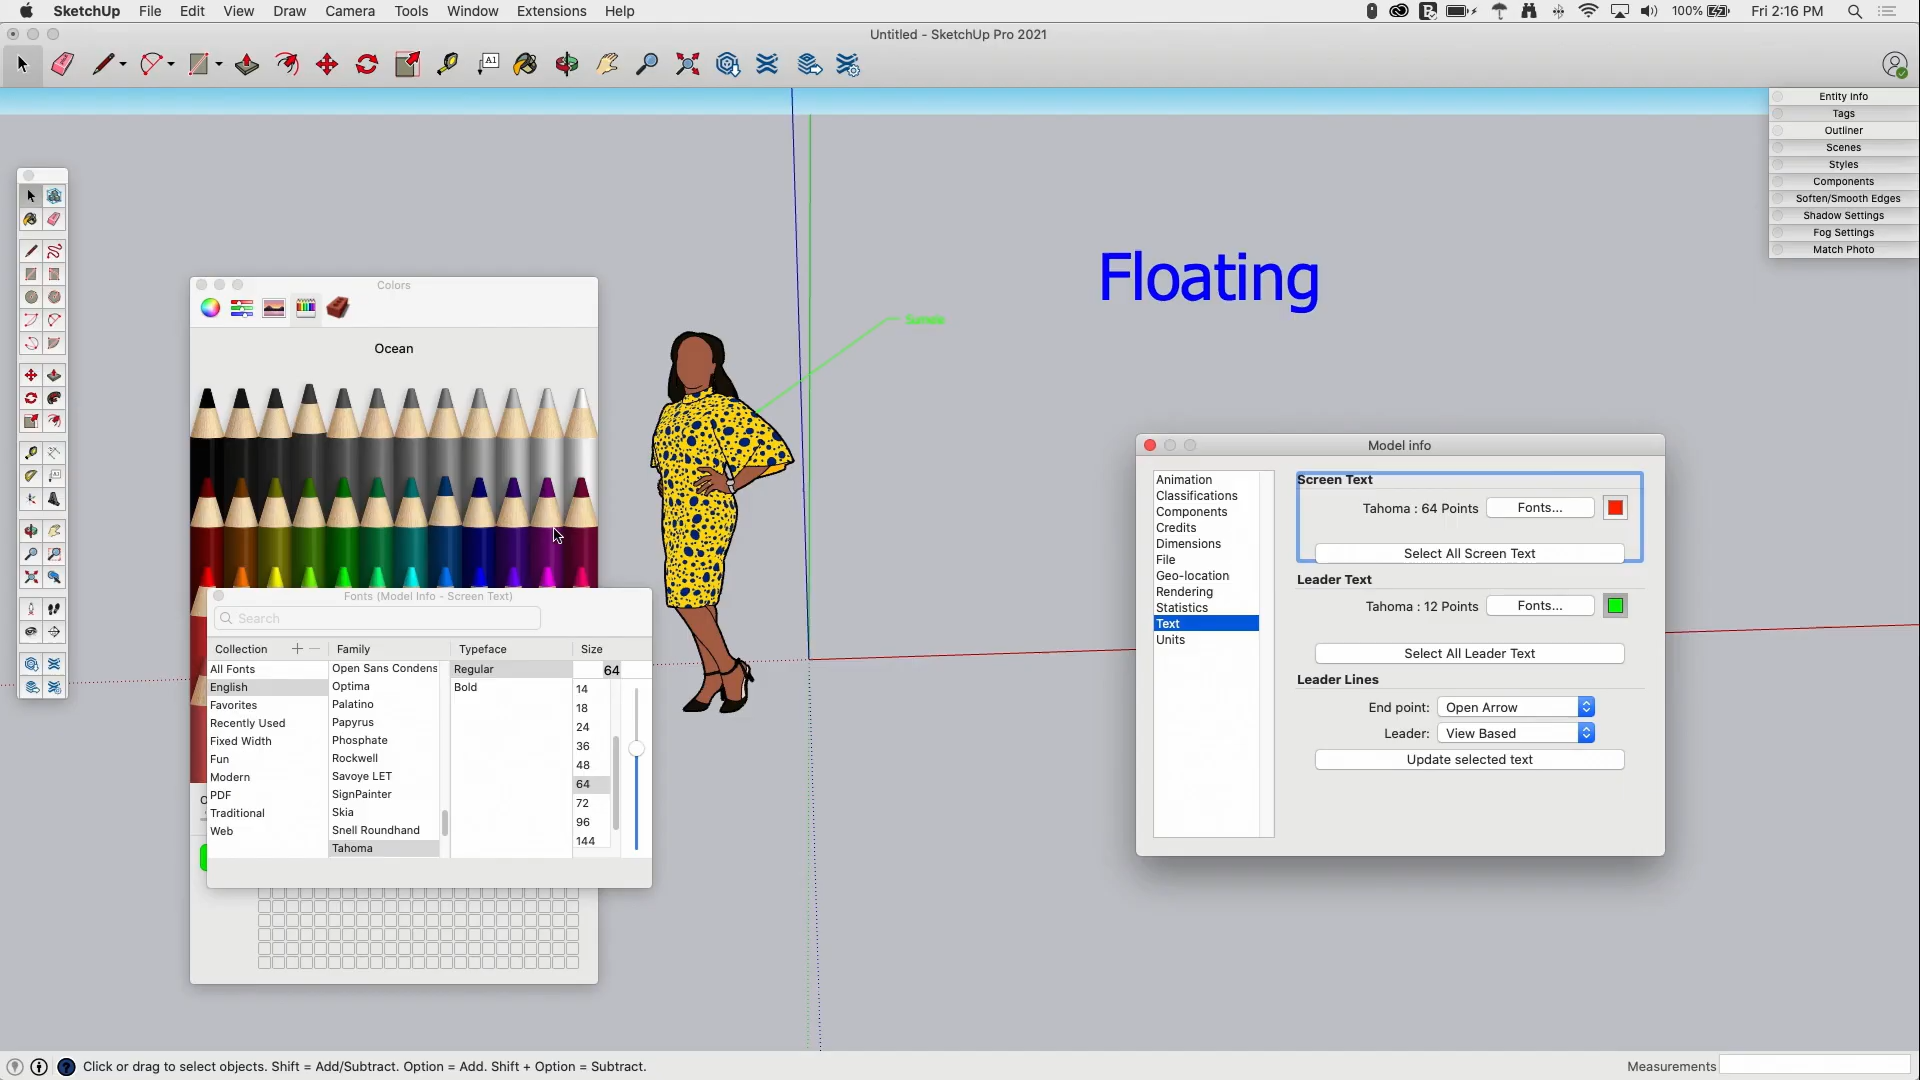 SketchUp File Edit View Draw Camera Tools Window Extensions Help 100% Fri 2:16 PM
Untitled - SketchUp Pro 2021
Entity Info
Tags
Outliner
Scenes
Styles
Components
Soften/Smooth Edges
Shadow Settings
Fog Settings
Match Photo
Floating
Colors
Ocean
Fonts (Model Info - Screen Text)
Search
Collection Family Typeface Size
All Fonts Open Sans Condens Regular 64
English Optima Bold 14
Favorites Palatino 18
Recently Used Papyrus 24
Fixed Width Phosphate 36
Fun Rockwell 48
Modern Savoye LET 64
PDF SignPainter 72
Traditional Skia 96
Web Snell Roundhand 144
Tahoma
Model info
Animation
Classifications
Components
Credits
Dimensions
File
Geo-location
Rendering
Statistics
Text
Units
Screen Text
Tahoma : 64 Points Fonts...
Select All Screen Text
Leader Text
Tahoma : 12 Points Fonts...
Select All Leader Text
Leader Lines
End point: Open Arrow
Leader: View Based
Update selected text
Click or drag to select objects. Shift = Add/Subtract. Option = Add. Shift + Option = Subtract.
Measurements